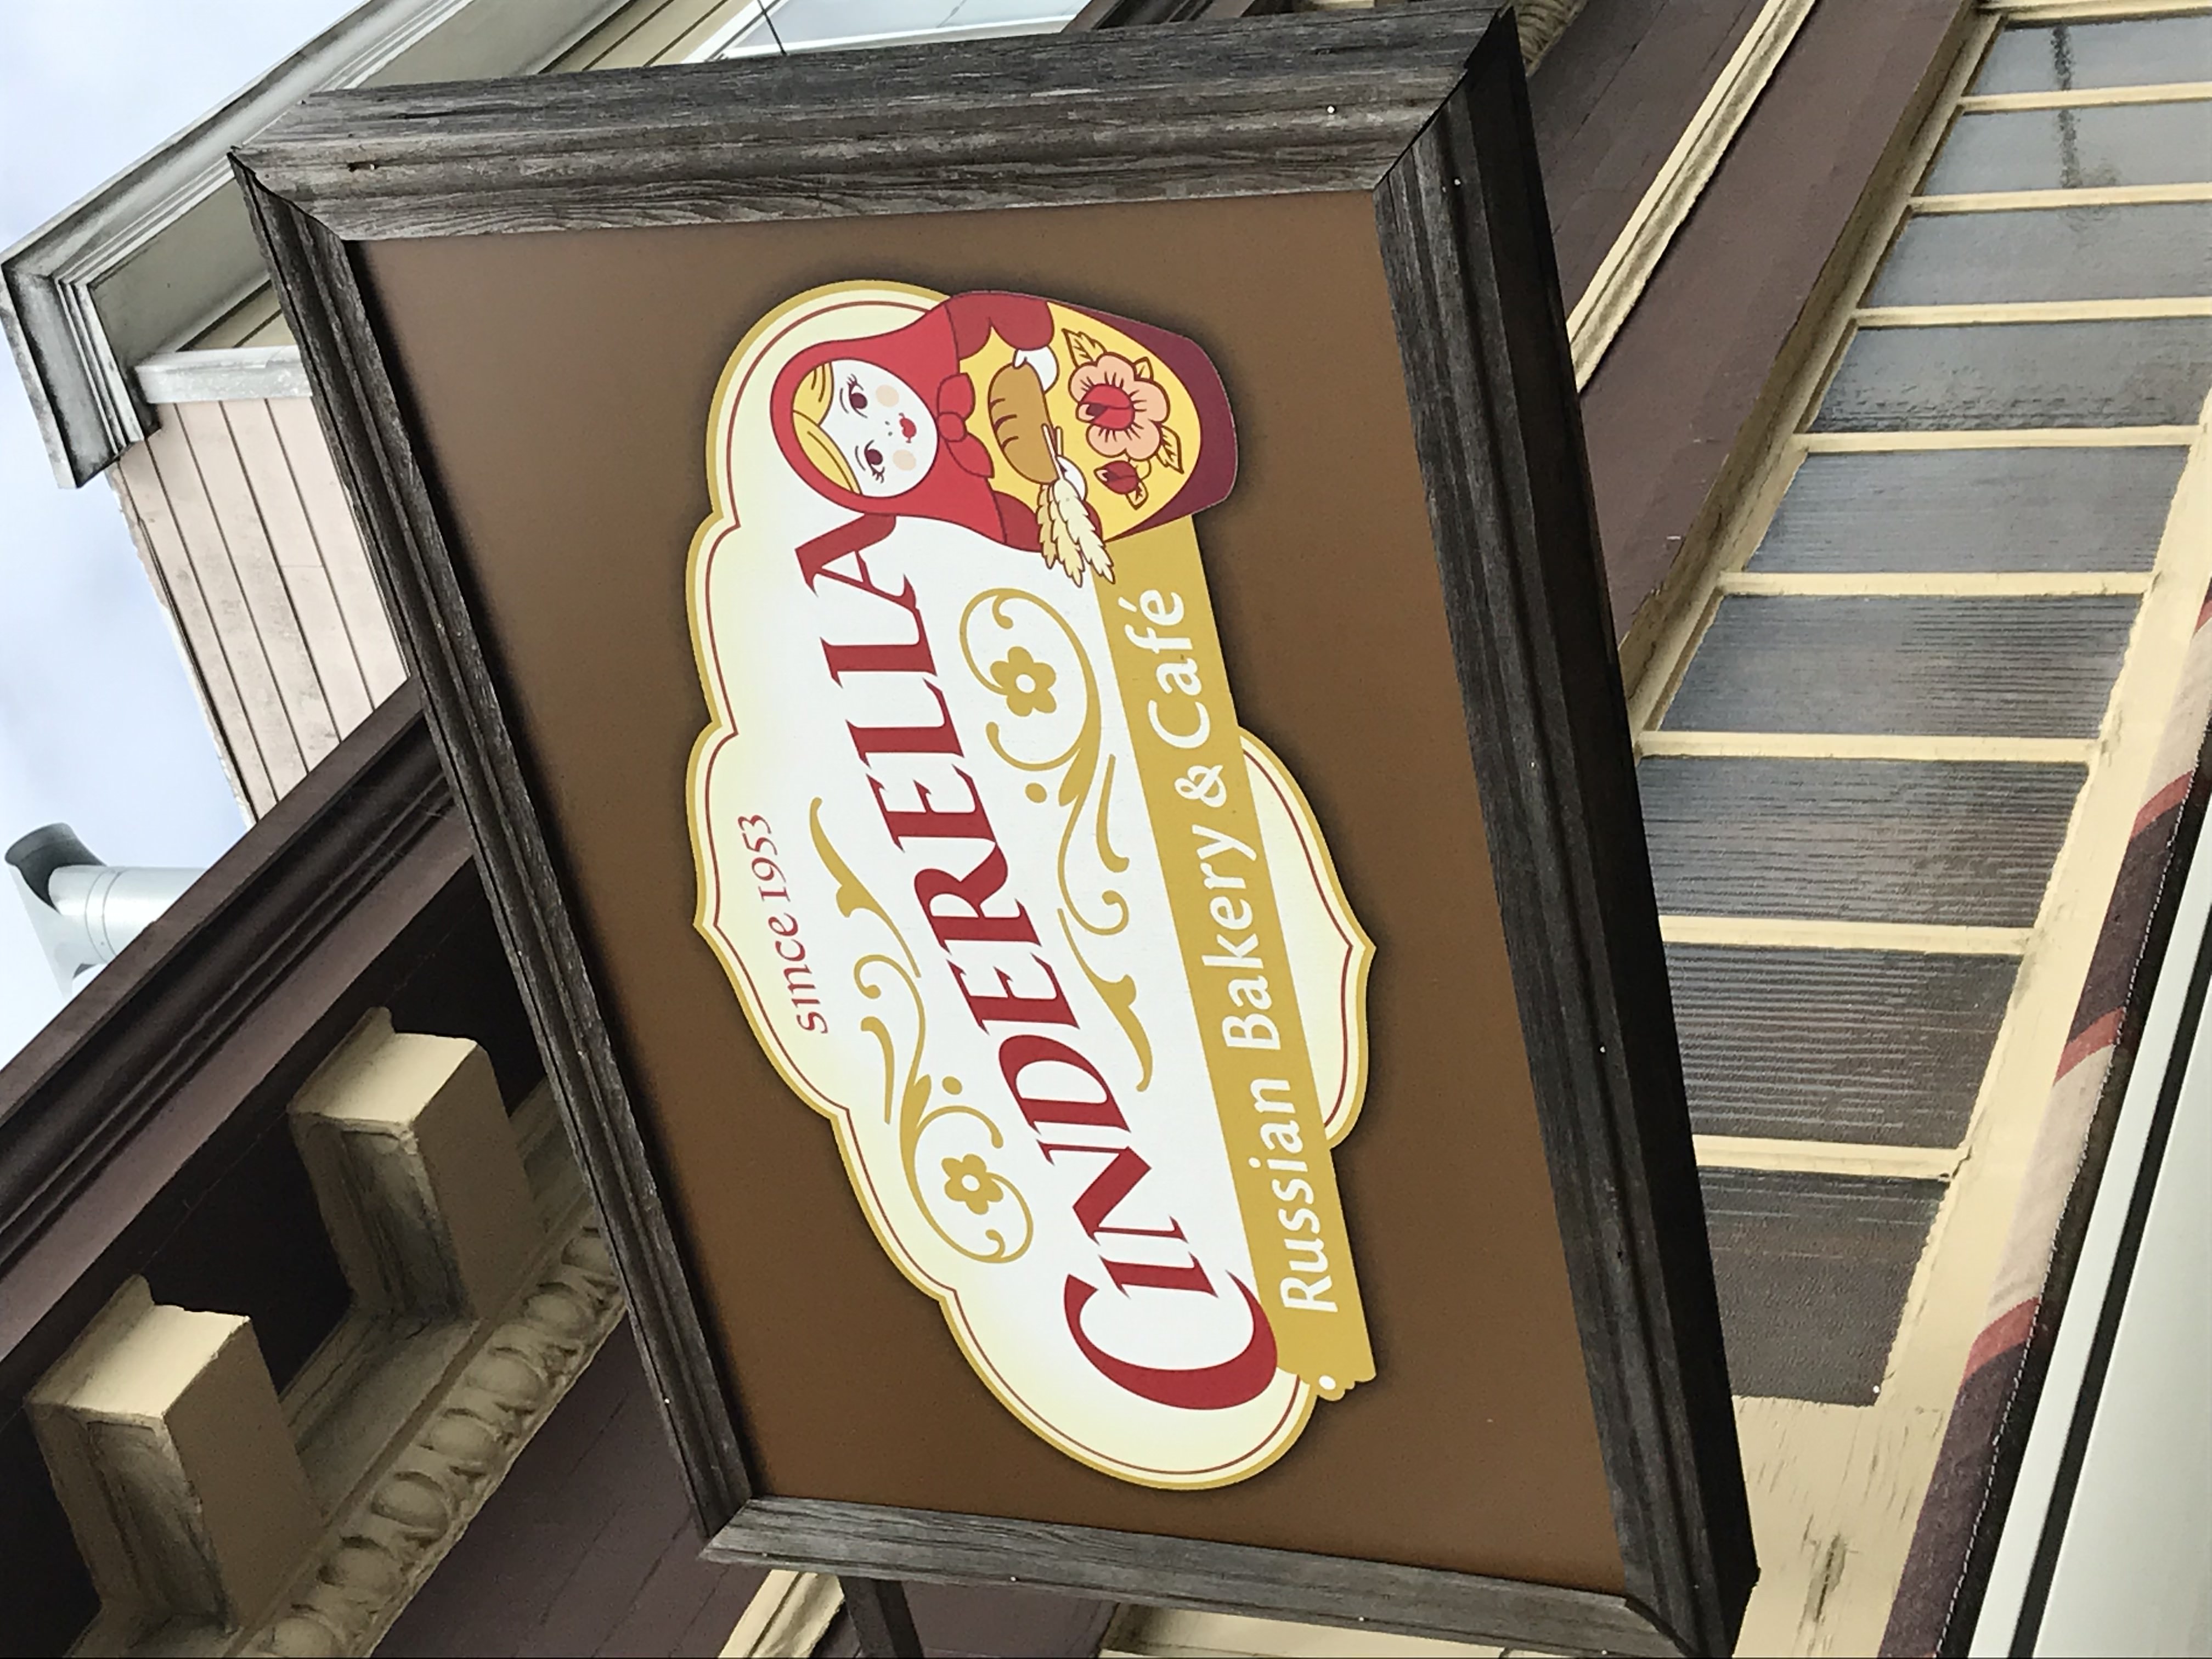 since 1953
CINDERELLA
Russian Bakery & Café